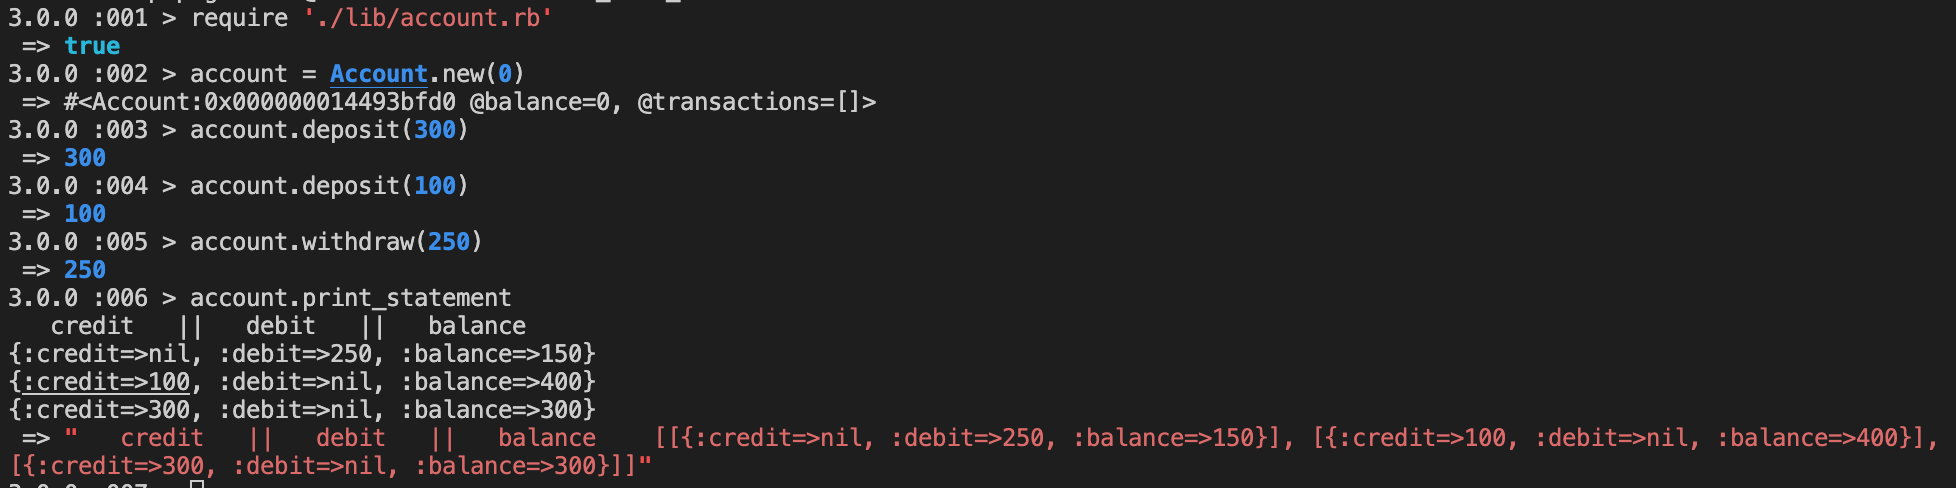 3.0.0 :001 > require './lib/account.rb'
 => true
3.0.0 :002 > account = Account.new(0)
 => #<Account:0x000000014493bfd0 @balance=0, @transactions=[]>
3.0.0 :003 > account.deposit(300)
 => 300
3.0.0 :004 > account.deposit(100)
 => 100
3.0.0 :005 > account.withdraw(250)
 => 250
3.0.0 :006 > account.print_statement
   credit   ||   debit   ||   balance
{:credit=>nil, :debit=>250, :balance=>150}
{:credit=>100, :debit=>nil, :balance=>400}
{:credit=>300, :debit=>nil, :balance=>300}
 => "   credit   ||   debit   ||   balance    [[{:credit=>nil, :debit=>250, :balance=>150}], [{:credit=>100, :debit=>nil, :balance=>400}],
[{:credit=>300, :debit=>nil, :balance=>300}]]"
3.0.0 :007 >